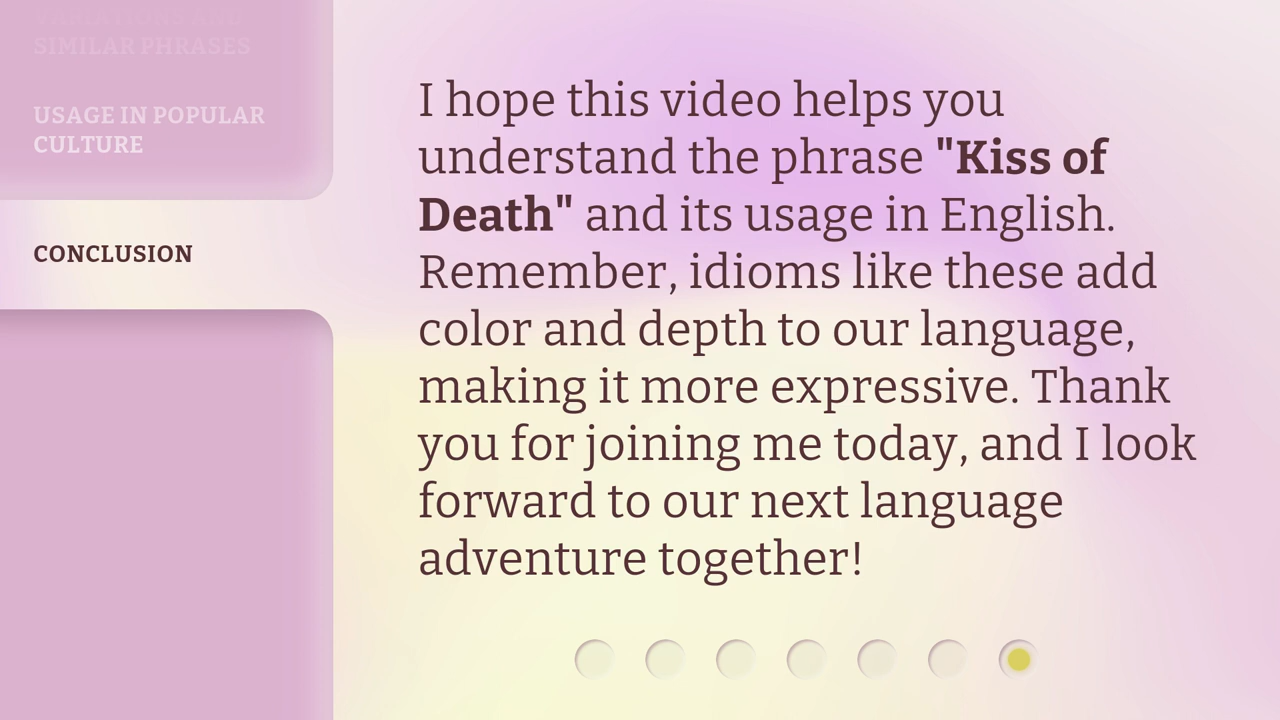 SIMILAR PHRASES
USAGE IN POPULAR
CULTURE
CONCLUSION
I hope this video helps you
understand the phrase "Kiss of
Death" and its usage in English.
Remember, idioms like these add
color and depth to our language,
making it more expressive. Thank
you for joining me today, and I look
forward to our next language
adventure together!